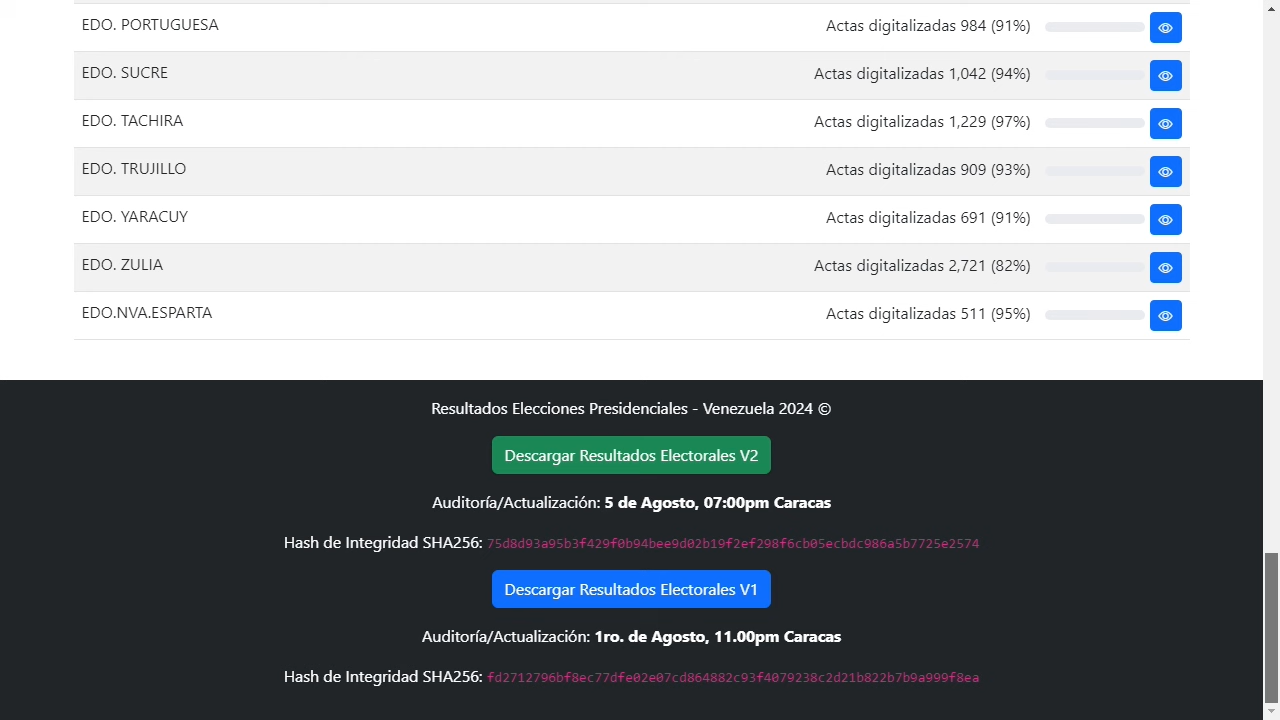 EDO. PORTUGUESA Actas digitalizadas 984 (91%)
EDO. SUCRE Actas digitalizadas 1,042 (94%)
EDO. TACHIRA Actas digitalizadas 1,229 (97%)
EDO. TRUJILLO Actas digitalizadas 909 (93%)
EDO. YARACUY Actas digitalizadas 691 (91%)
EDO. ZULIA Actas digitalizadas 2,721 (82%)
EDO.NVA.ESPARTA Actas digitalizadas 511 (95%)
Resultados Elecciones Presidenciales - Venezuela 2024 ©
Descargar Resultados Electorales V2
Auditoría/Actualización: 5 de Agosto, 07:00pm Caracas
Hash de Integridad SHA256: 75d8d93a95b3f429f0b94bee9d02b19f2ef298f6cb05ecbdc986a5b7725e2574
Descargar Resultados Electorales V1
Auditoría/Actualización: 1ro. de Agosto, 11.00pm Caracas
Hash de Integridad SHA256: fd2712796bf8ec77dfe02e07cd864882c93f4079238c2d21b822b7b9a999f8ea